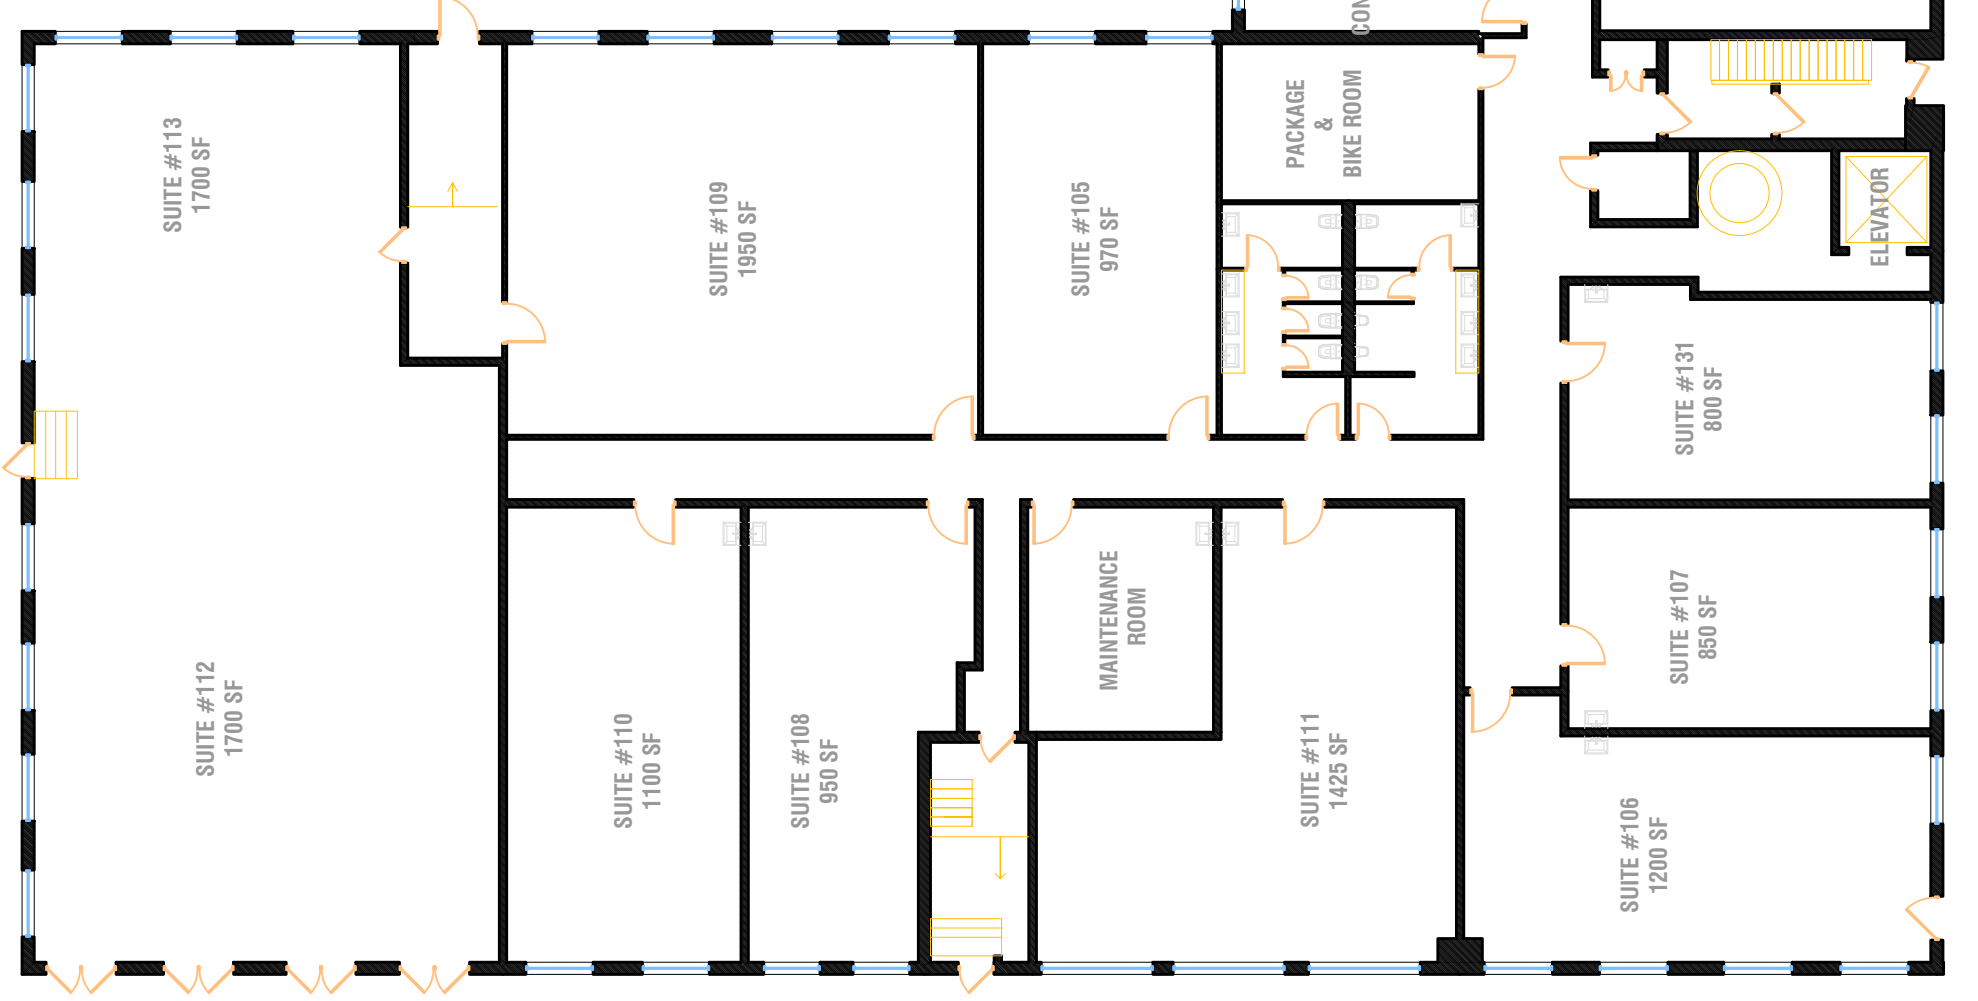 CON
SUITE #113
1700 SF
SUITE #109
1950 SF
SUITE #105
970 SF
PACKAGE
&
BIKE ROOM
ELEVATOR
SUITE #131
800 SF
SUITE #107
850 SF
MAINTENANCE
ROOM
SUITE #112
1700 SF
SUITE #110
1100 SF
SUITE #108
950 SF
SUITE #111
1425 SF
SUITE #106
1200 SF